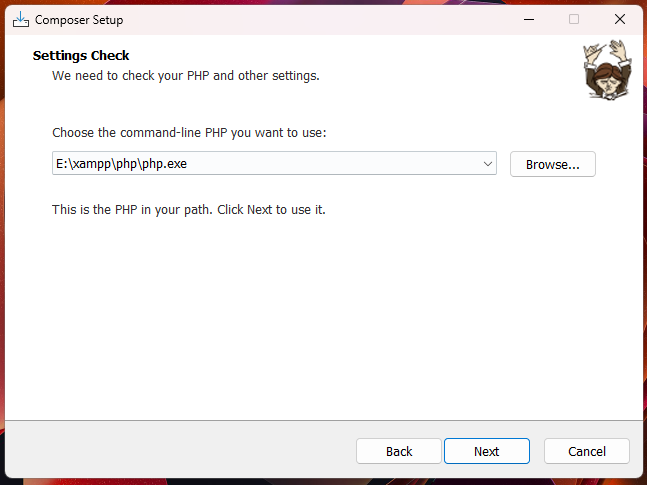 Composer Setup
Settings Check
We need to check your PHP and other settings.
Choose the command-line PHP you want to use:
E:\xampp\php\php.exe
Browse...
This is the PHP in your path. Click Next to use it.
Back
Next
Cancel